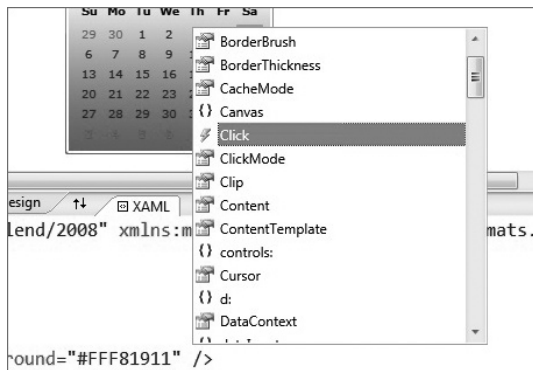 Su Mo Tu We Th Fr Sa
29 30 1 2
6 7 8 9
13 14 15 16
20 21 22 23
27 28 29 30
BorderBrush
BorderThickness
CacheMode
{} Canvas
Click
ClickMode
Clip
Content
ContentTemplate
{} controls:
Cursor
{} d:
DataContext
esign XAML
lend/2008" xmlns:m mats.
round="#FFF81911" />